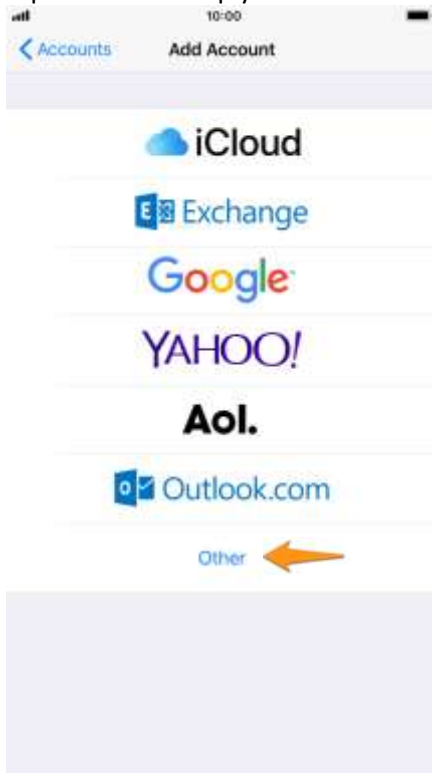 10:00
Accounts Add Account
iCloud
Exchange
Google
YAHOO!
Aol.
Outlook.com
Other